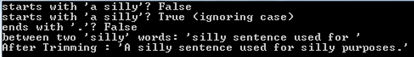 starts with 'a silly'? False
starts with 'a silly'? True (ignoring case)
ends with '.'? False
between two 'silly' words: 'silly sentence used for '
After Trimming : 'A silly sentence used for silly purposes.'